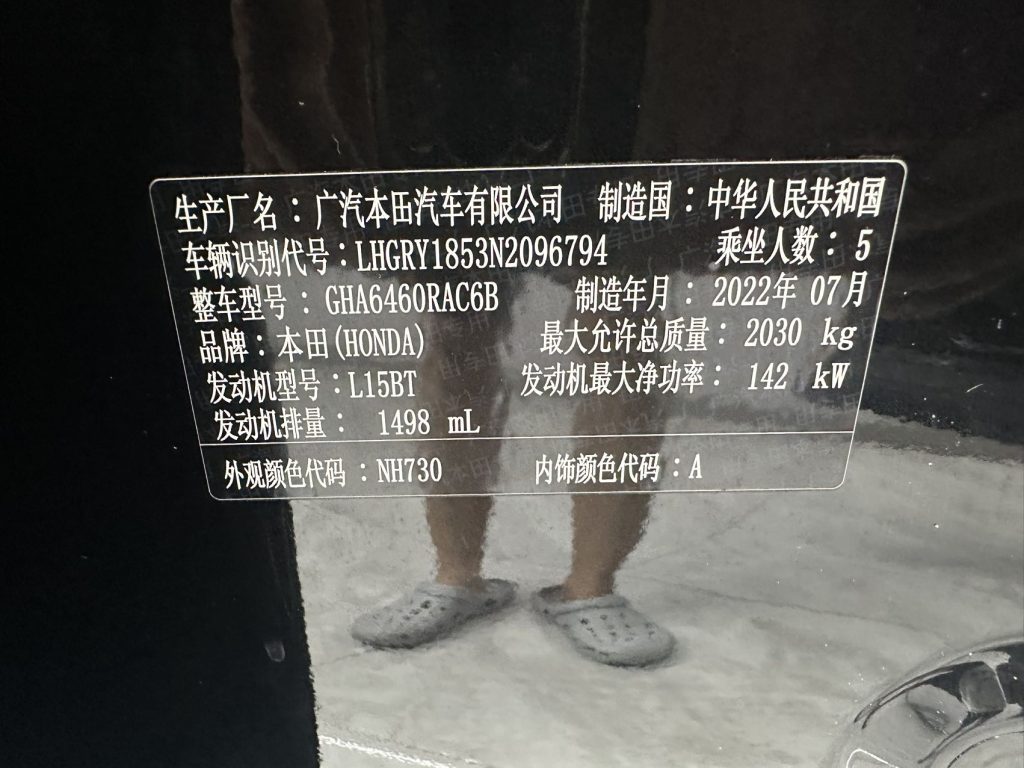 生产厂名：广汽本田汽车有限公司 制造国：中华人民共和国
车辆识别代号：LHGRY1853N2096794 乘坐人数：5
整车型号：GHA6460RAC6B 制造年月：2022年 07月
品牌：本田(HONDA) 最大允许总质量：2030 kg
发动机型号：L15BT 发动机最大净功率：142 kW
发动机排量：1498 mL
外观颜色代码：NH730 内饰颜色代码：A